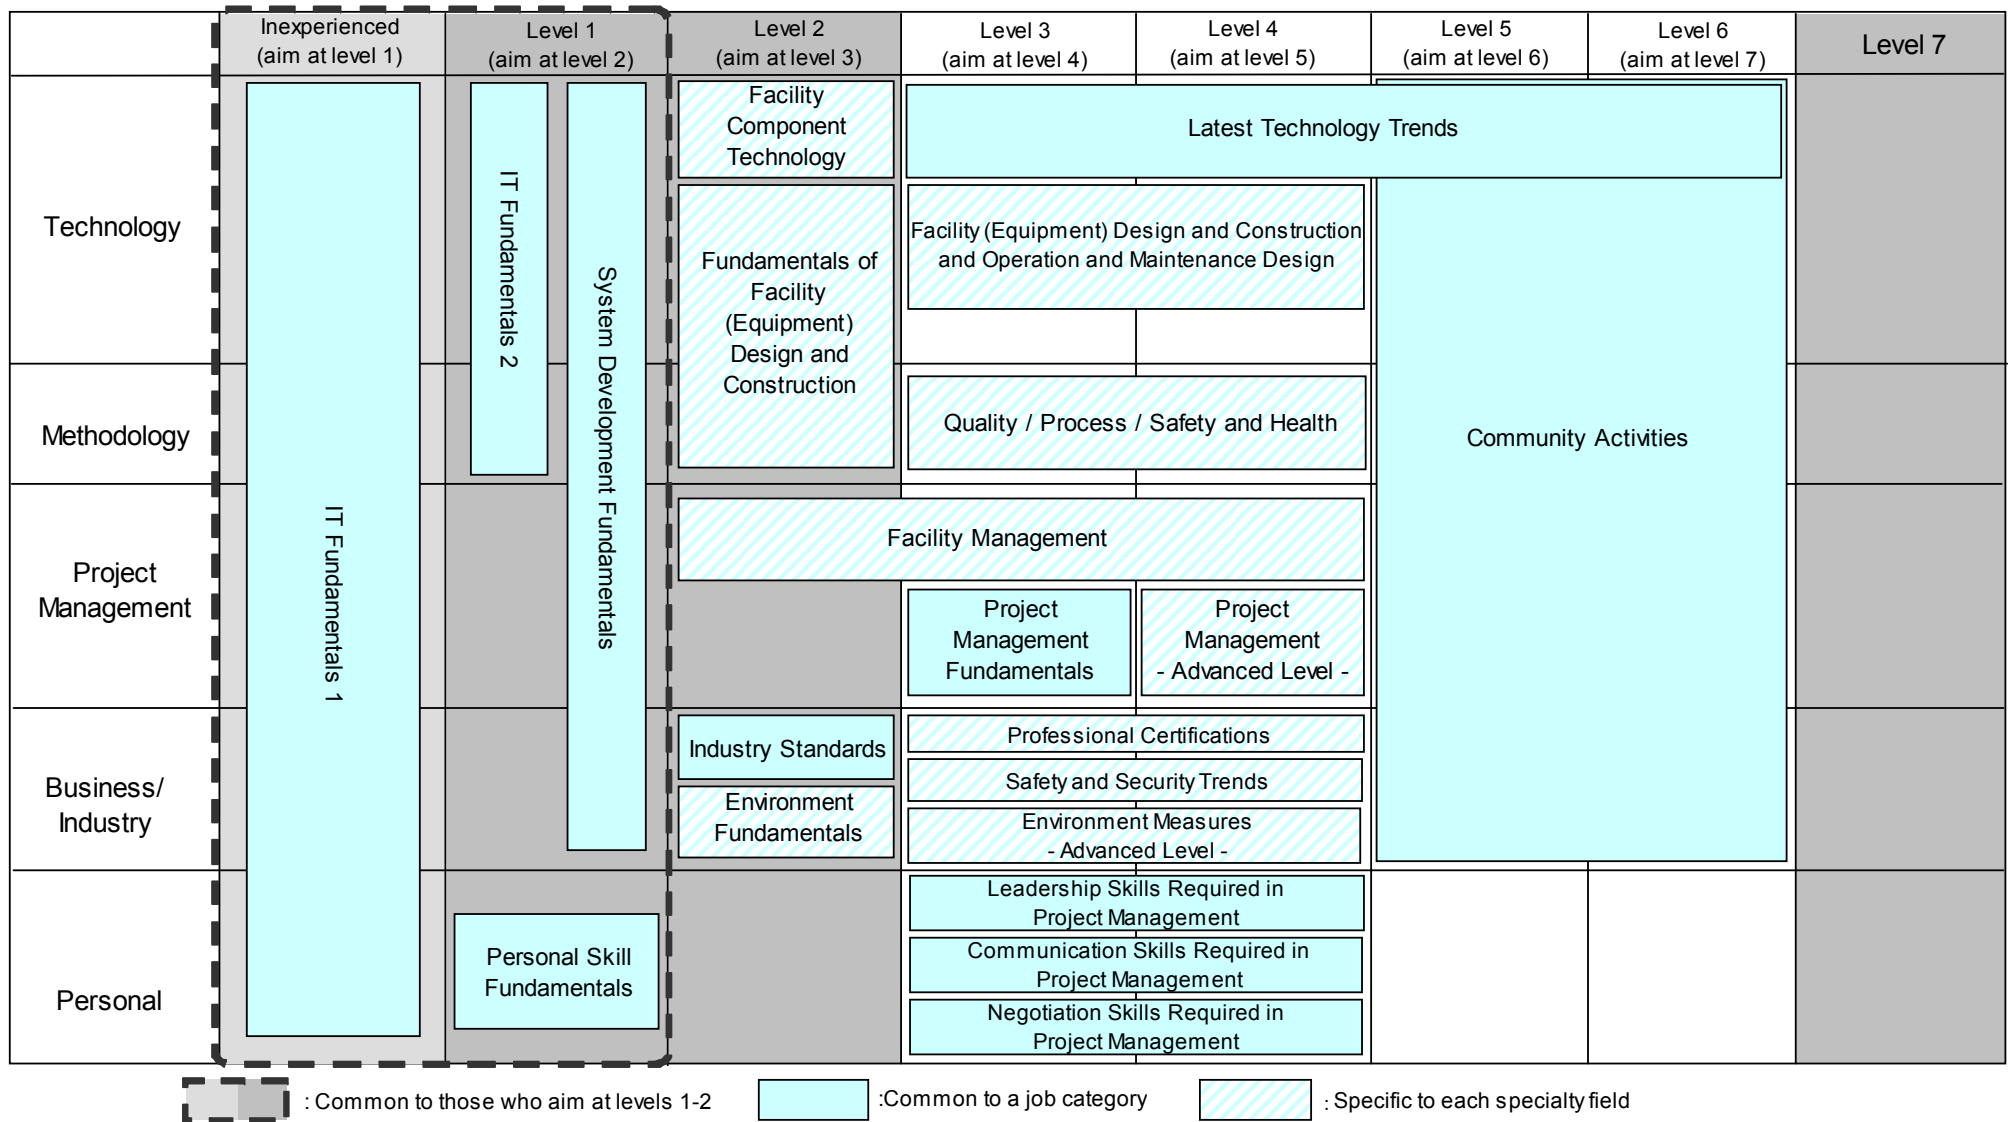 Inexperienced
(aim at level 1)
Level 1
(aim at level 2)
Level 2
(aim at level 3)
Level 3
(aim at level 4)
Level 4
(aim at level 5)
Level 5
(aim at level 6)
Level 6
(aim at level 7)
Level 7
Technology
Methodology
Project
Management
Business/
Industry
Personal
IT Fundamentals 1
IT Fundamentals 2
System Development Fundamentals
Personal Skill
Fundamentals
Facility
Component
Technology
Fundamentals of
Facility
(Equipment)
Design and
Construction
Latest Technology Trends
Facility (Equipment) Design and Construction
and Operation and Maintenance Design
Quality / Process / Safety and Health
Community Activities
Facility Management
Project
Management
Fundamentals
Project
Management
- Advanced Level -
Industry Standards
Environment
Fundamentals
Professional Certifications
Safety and Security Trends
Environment Measures
- Advanced Level -
Leadership Skills Required in
Project Management
Communication Skills Required in
Project Management
Negotiation Skills Required in
Project Management
: Common to those who aim at levels 1-2
:Common to a job category
: Specific to each specialty field